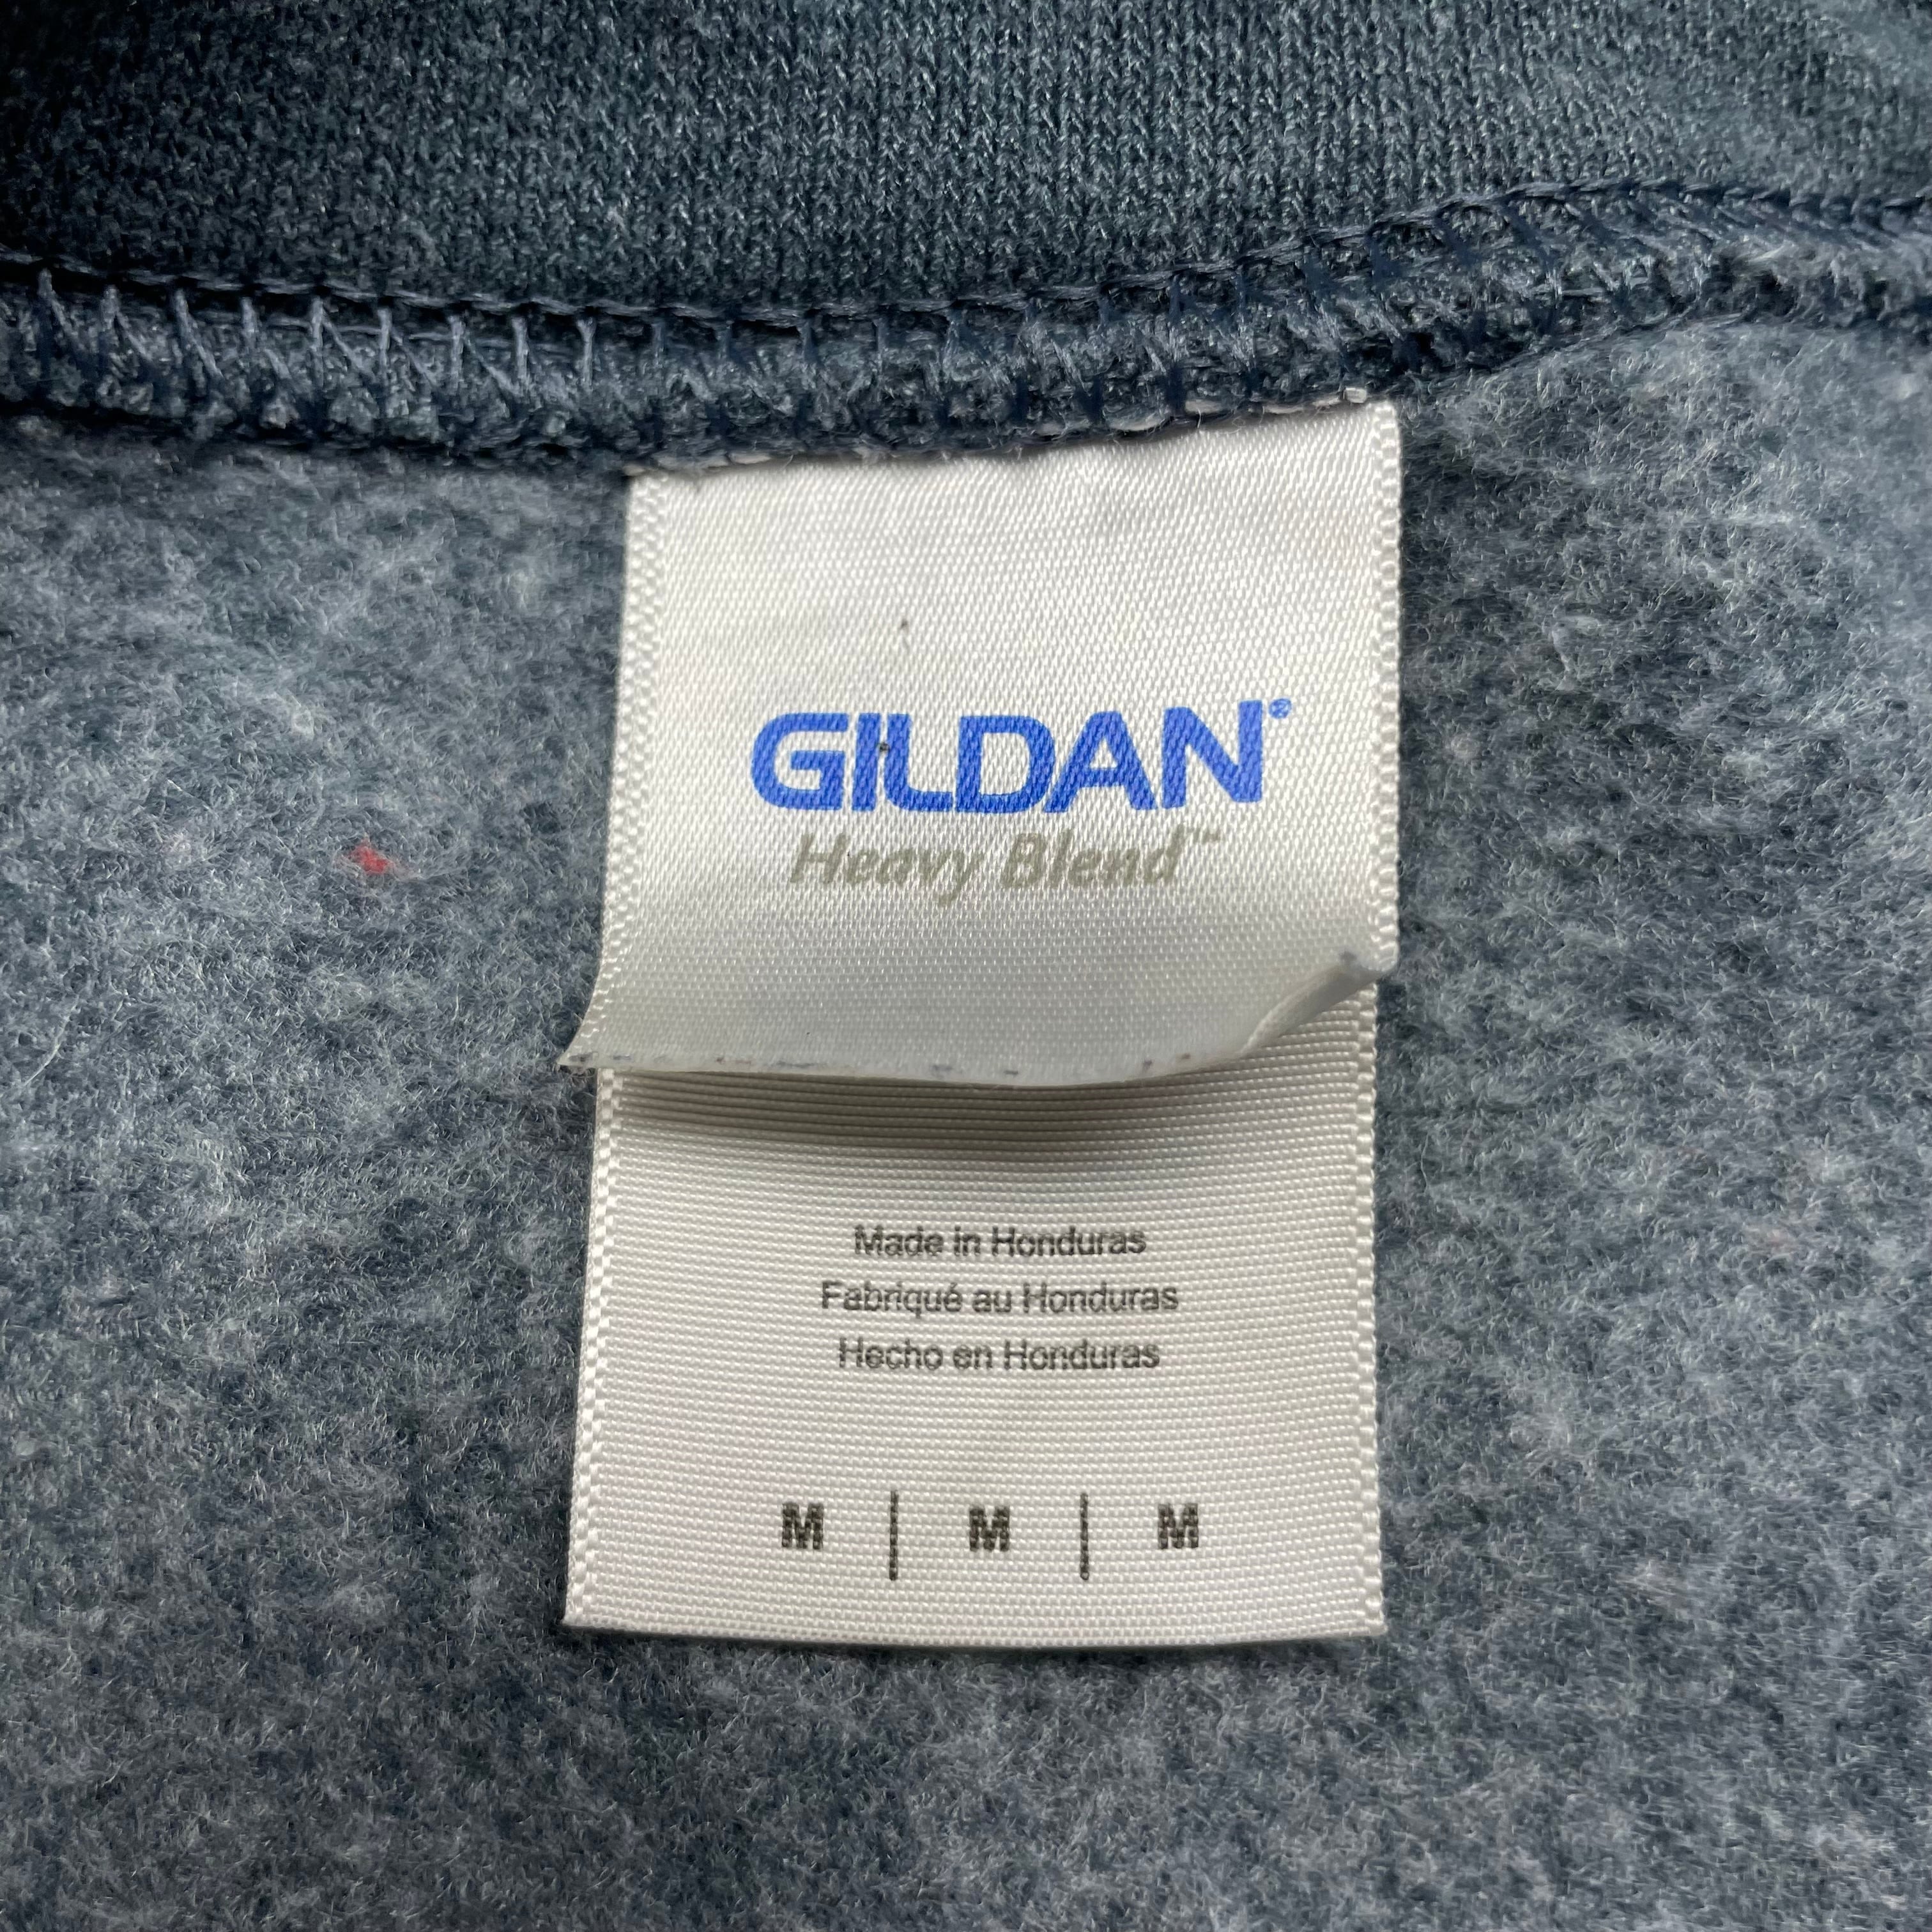 GILDAN®
Heavy Blend™
Made in Honduras
Fabriqué au Honduras
Hecho en Honduras
M | M | M